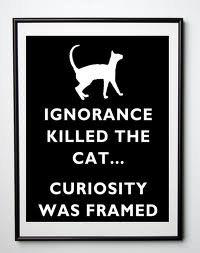 IGNORANCE
KILLED THE
CAT...
CURIOSITY
WAS FRAMED